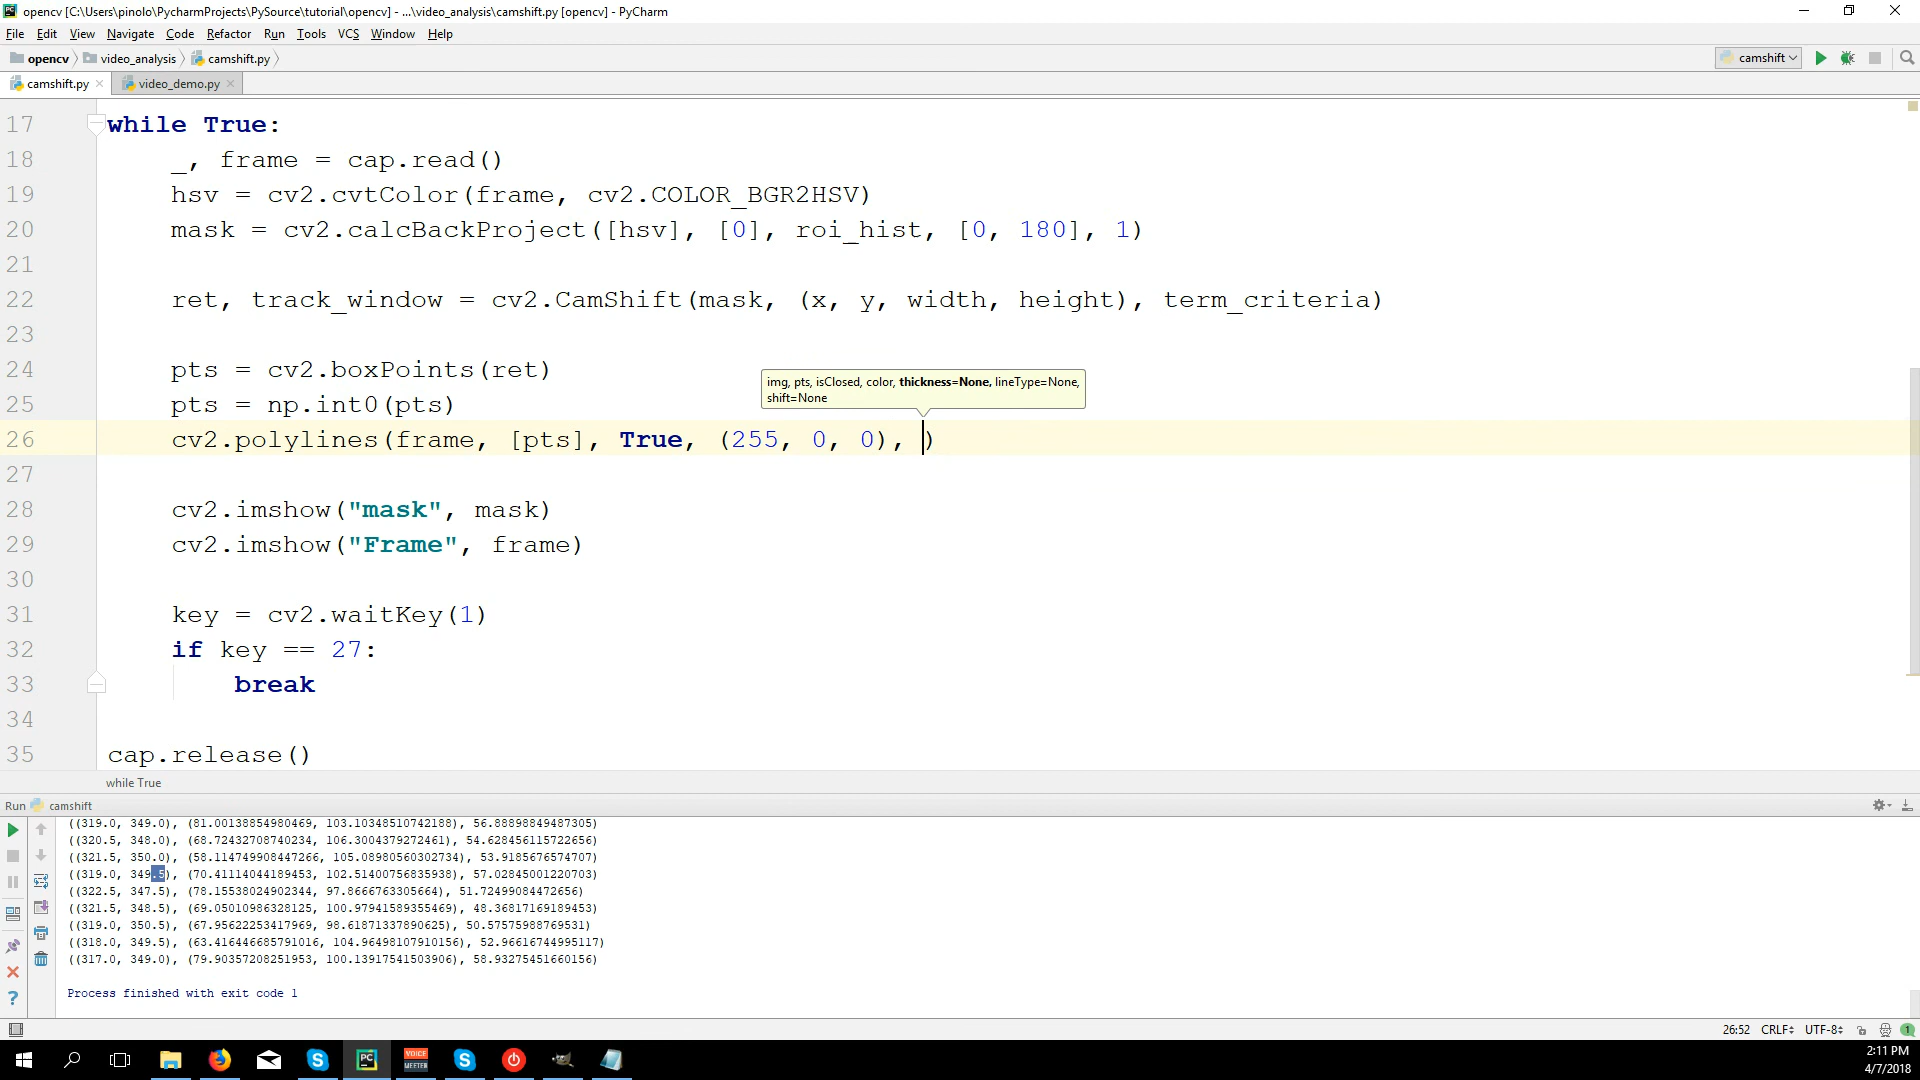 opencv [C:\Users\pinolo\PycharmProjects\PySource\tutorial\opencv] - ...\video_analysis\camshift.py [opencv] - PyCharm
File Edit View Navigate Code Refactor Run Tools VCS Window Help
opencv video_analysis camshift.py camshift
camshift.py video_demo.py
17 while True:
18 _, frame = cap.read()
19 hsv = cv2.cvtColor(frame, cv2.COLOR_BGR2HSV)
20 mask = cv2.calcBackProject([hsv], [0], roi_hist, [0, 180], 1)
21
22 ret, track_window = cv2.CamShift(mask, (x, y, width, height), term_criteria)
23
24 pts = cv2.boxPoints(ret)
img, pts, isClosed, color, thickness=None, lineType=None,
shift=None
25 pts = np.int0(pts)
26 cv2.polylines(frame, [pts], True, (255, 0, 0), )
27
28 cv2.imshow("mask", mask)
29 cv2.imshow("Frame", frame)
30
31 key = cv2.waitKey(1)
32 if key == 27:
33 break
34
35 cap.release()
while True
Run camshift
((319.0, 349.0), (81.00138854980469, 103.10348510742188), 56.88898849487305)
((320.5, 348.0), (68.72432708740234, 106.3004379272461), 54.628456115722656)
((321.5, 350.0), (58.114749908447266, 105.08980560302734), 53.9185676574707)
((319.0, 349.5), (70.41114044189453, 102.51400756835938), 57.02845001220703)
((322.5, 347.5), (78.15538024902344, 97.8666763305664), 51.72499084472656)
((321.5, 348.5), (69.05010986328125, 100.97941589355469), 48.36817169189453)
((319.0, 350.5), (67.95622253417969, 98.61871337890625), 50.57575988769531)
((318.0, 349.5), (63.416446685791016, 104.96498107910156), 52.96616744995117)
((317.0, 349.0), (79.90357208251953, 100.13917541503906), 58.93275451660156)
Process finished with exit code 1
26:52 CRLF UTF-8 1
VOICE
MEETER
2:11 PM
4/7/2018